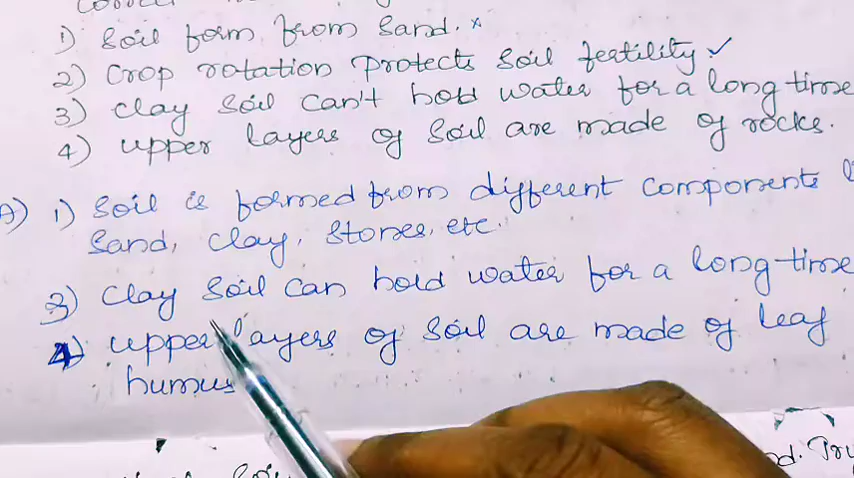 1) Soil form from Sand. x
2) Crop rotation protects Soil fertility ✓
3) clay Soil can't hold water for a long time
4) upper layers of Soil are made of rocks.
A) 1) Soil is formed from different components
Sand, clay, stones, etc.
3) clay Soil can hold water for a long-time
4) upper layers of Soil are made of leaf
humus